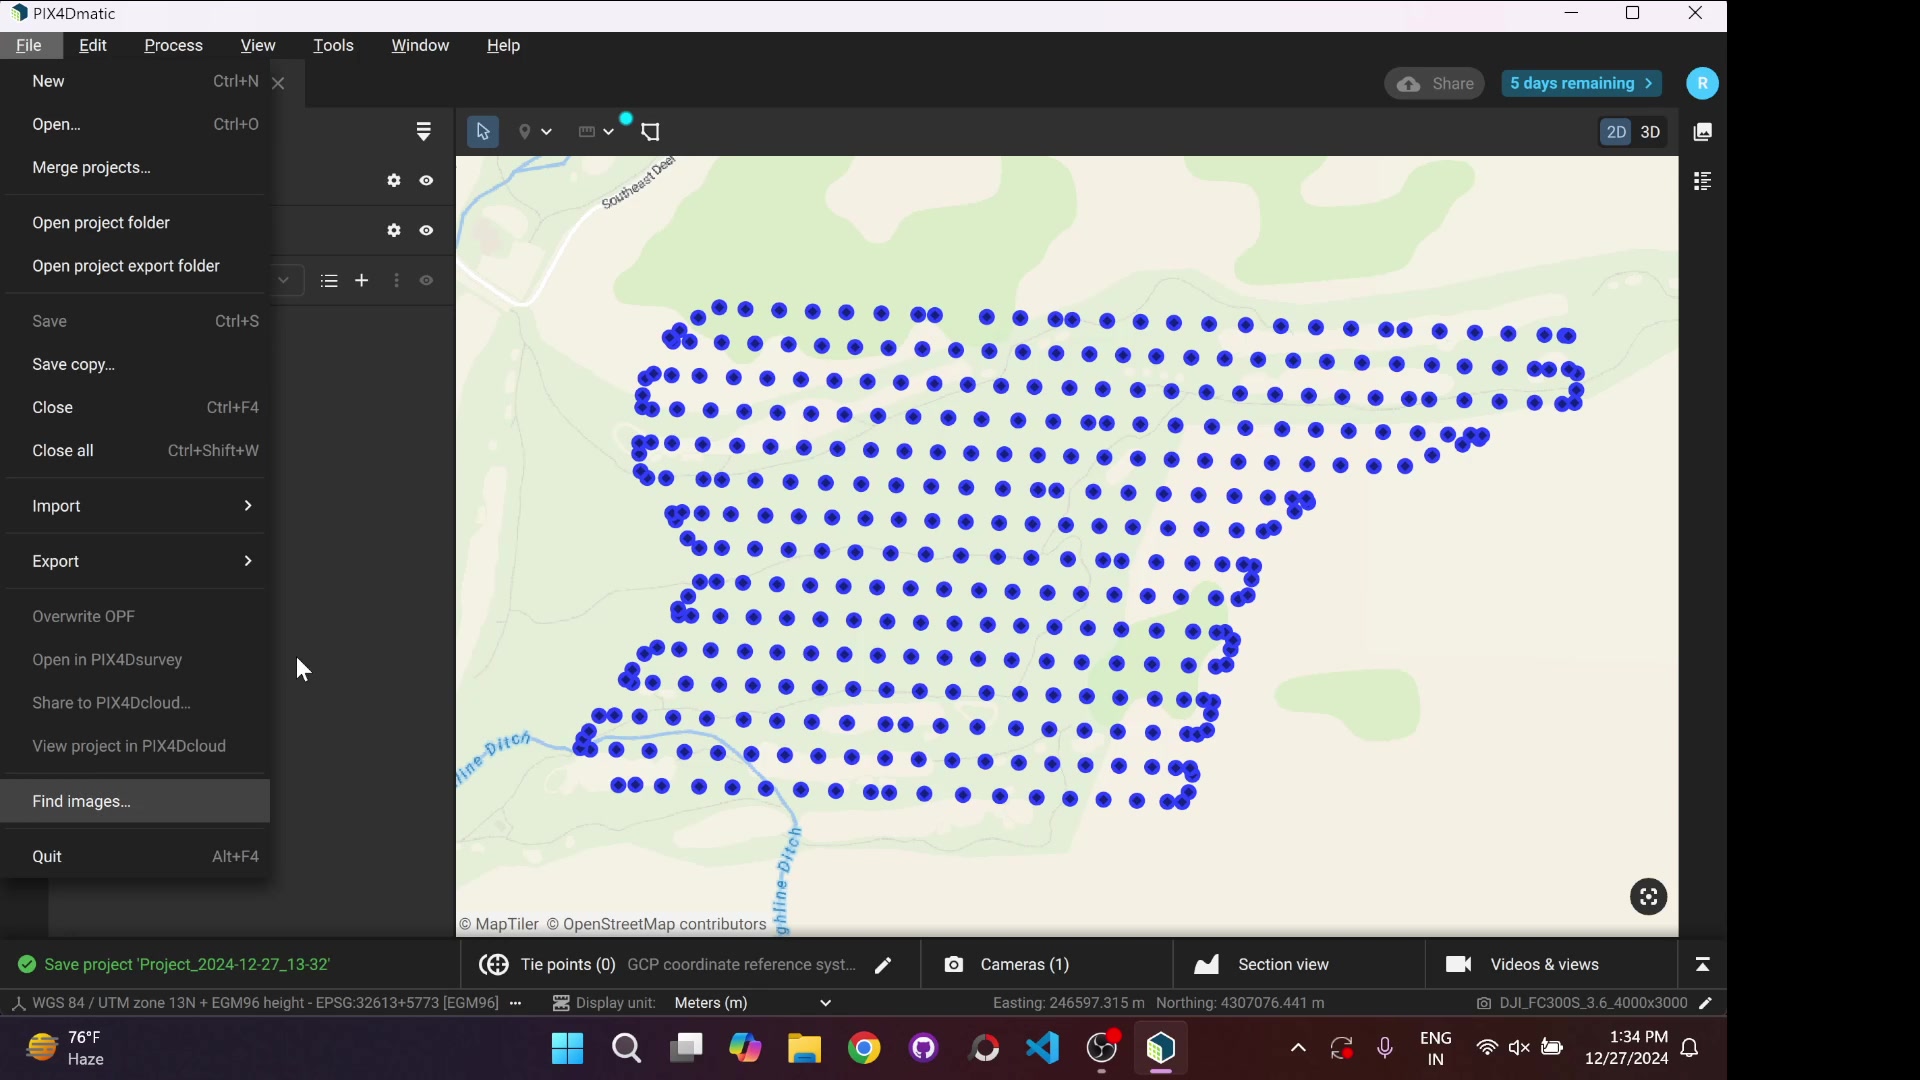 PIX4Dmatic
File Edit Process View Tools Window Help
New Ctrl+N
Share
5 days remaining
R
Open... Ctrl+O
2D 3D
Merge projects...
Open project folder
Open project export folder
Save Ctrl+S
Save copy...
Close Ctrl+F4
Close all Ctrl+Shift+W
Import
Export
Overwrite OPF
Open in PIX4Dsurvey
Share to PIX4Dcloud...
View project in PIX4Dcloud
Find images...
Quit Alt+F4
Southeast Deer
line-Ditch
ghline-Ditch
© MapTiler © OpenStreetMap contributors
Save project 'Project_2024-12-27_13-32'
Tie points (0) GCP coordinate reference syst...
Cameras (1)
Section view
Videos & views
WGS 84 / UTM zone 13N + EGM96 height - EPSG:32613+5773 [EGM96]
Display unit: Meters (m)
Easting: 246597.315 m Northing: 4307076.441 m
DJI_FC300S_3.6_4000x3000
76°F
Haze
ENG
IN
1:34 PM
12/27/2024